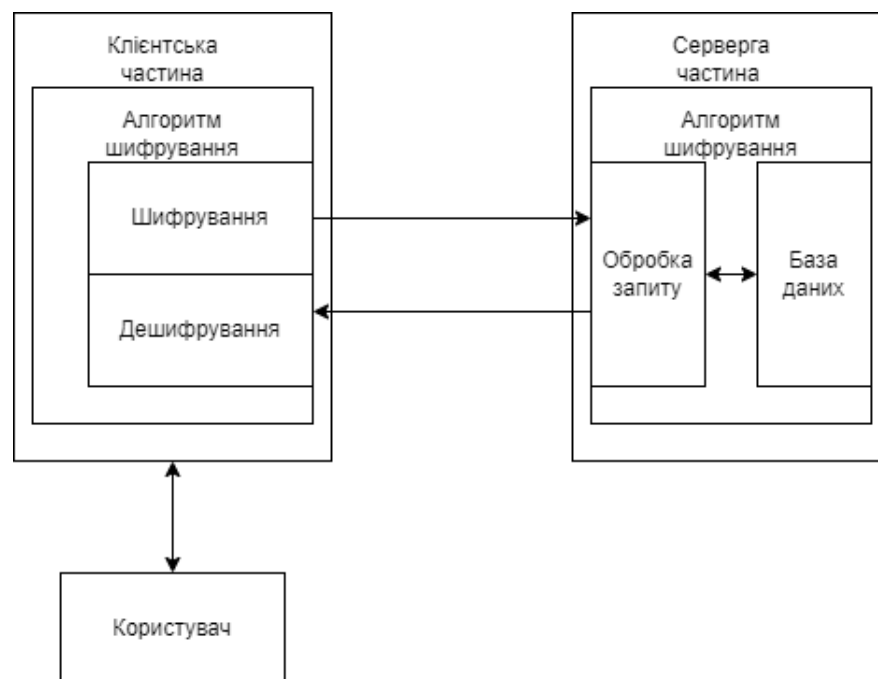 Клієнтська
частина
Алгоритм
шифрування
Шифрування
Дешифрування
Серверга
частина
Алгоритм
шифрування
Обробка
запиту
База
даних
Користувач